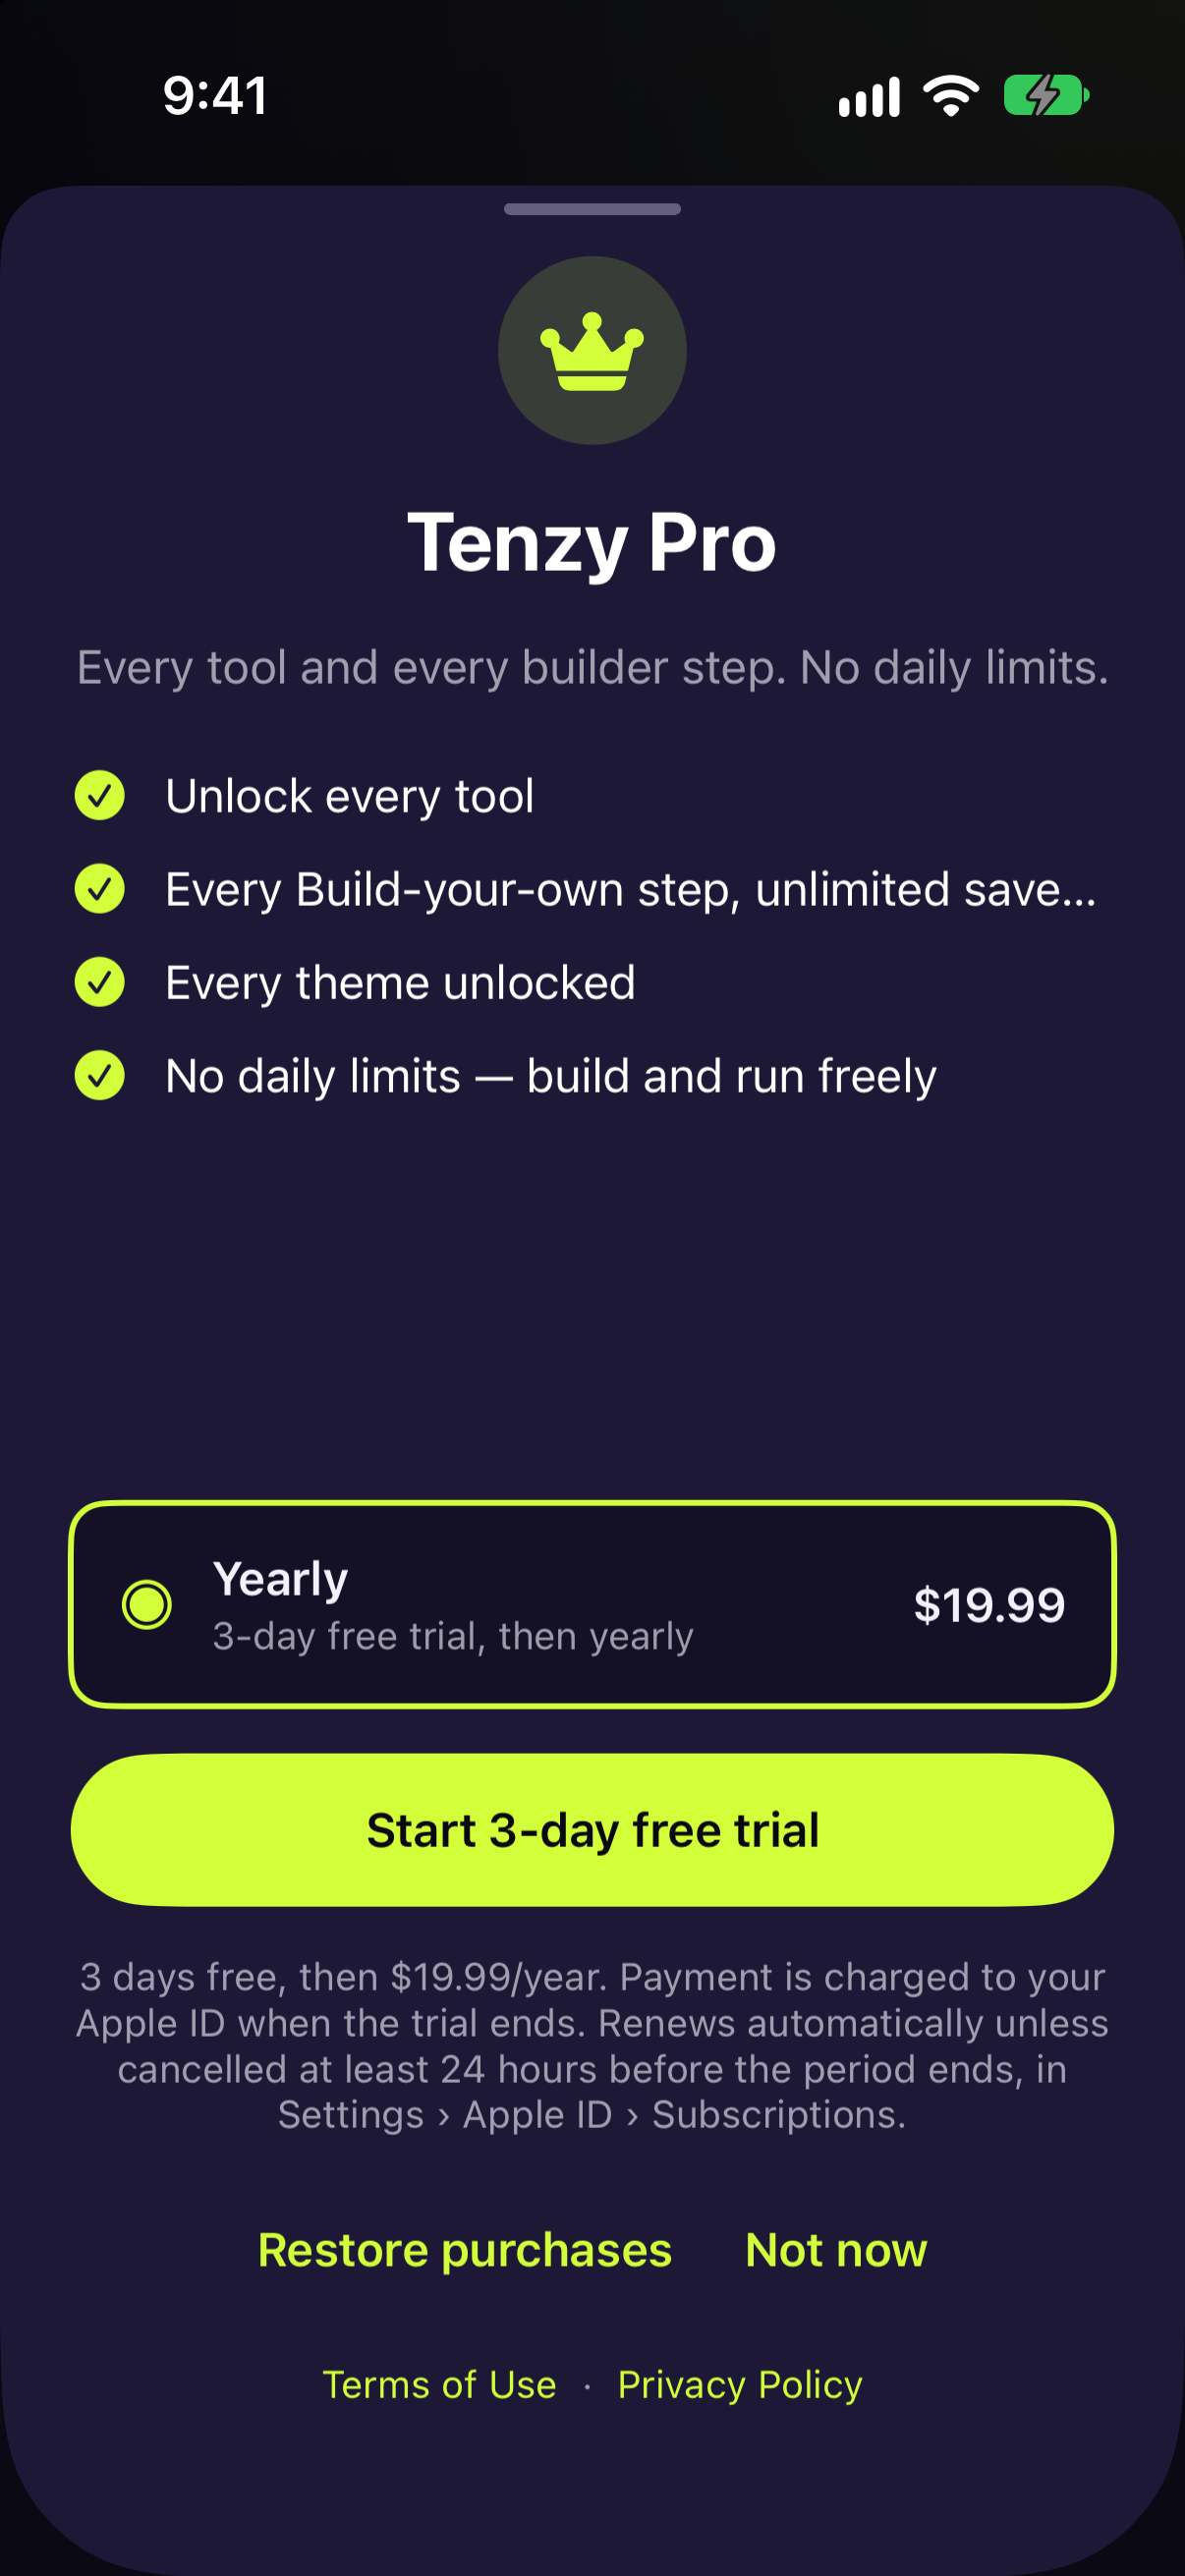 9:41
Tenzy Pro
Every tool and every builder step. No daily limits.
Unlock every tool
Every Build-your-own step, unlimited save...
Every theme unlocked
No daily limits — build and run freely
Yearly
3-day free trial, then yearly
$19.99
Start 3-day free trial
3 days free, then $19.99/year. Payment is charged to your
Apple ID when the trial ends. Renews automatically unless
cancelled at least 24 hours before the period ends, in
Settings › Apple ID › Subscriptions.
Restore purchases Not now
Terms of Use · Privacy Policy